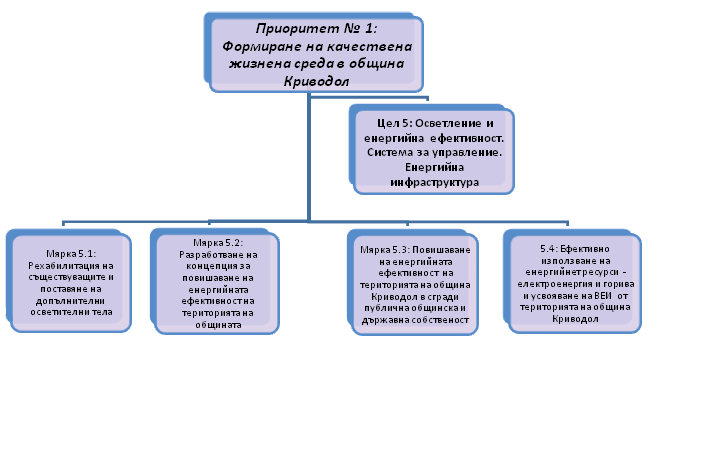 Приоритет № 1:
Формиране на качествена
жизнена среда в община
Криводол
Цел 5: Осветление и
енергийна ефективност.
Система за управление.
Енергийна
инфраструктура
Мярка 5.1:
Рехабилитация на
съществуващите и
поставяне на
допълнителни
осветителни тела
Мярка 5.2:
Разработване на
концепция за
повишаване на
енергийната
ефективност на
територията на
общината
Мярка 5.3: Повишаване
на енергийната
ефективност на
територията на община
Криводол в сгради
публична общинска и
държавна собственост
5.4: Ефективно
използване на
енергийнет ресурси –
електроенергия и горива
и усвояване на ВЕИ от
територията на община
Криводол